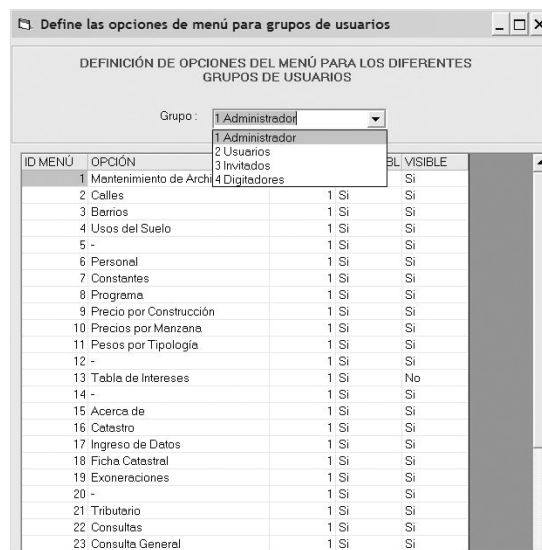 Define las opciones de menú para grupos de usuarios
DEFINICIÓN DE OPCIONES DEL MENÚ PARA LOS DIFERENTES
GRUPOS DE USUARIOS
Grupo : 1 Administrador
1 Administrador
2 Usuarios
3 Invitados
4 Digitadores
ID MENÚ OPCIÓN BL VISIBLE
1 Mantenimiento de Archi Si
2 Calles 1 Si Si
3 Barrios 1 Si Si
4 Usos del Suelo 1 Si Si
5 - 1 Si Si
6 Personal 1 Si Si
7 Constantes 1 Si Si
8 Programa 1 Si Si
9 Precio por Construcción 1 Si Si
10 Precios por Manzana 1 Si Si
11 Pesos por Tipología 1 Si Si
12 - 1 Si Si
13 Tabla de Intereses 1 Si No
14 - 1 Si Si
15 Acerca de 1 Si Si
16 Catastro 1 Si Si
17 Ingreso de Datos 1 Si Si
18 Ficha Catastral 1 Si Si
19 Exoneraciones 1 Si Si
20 - 1 Si Si
21 Tributario 1 Si Si
22 Consultas 1 Si Si
23 Consulta General 1 Si Si